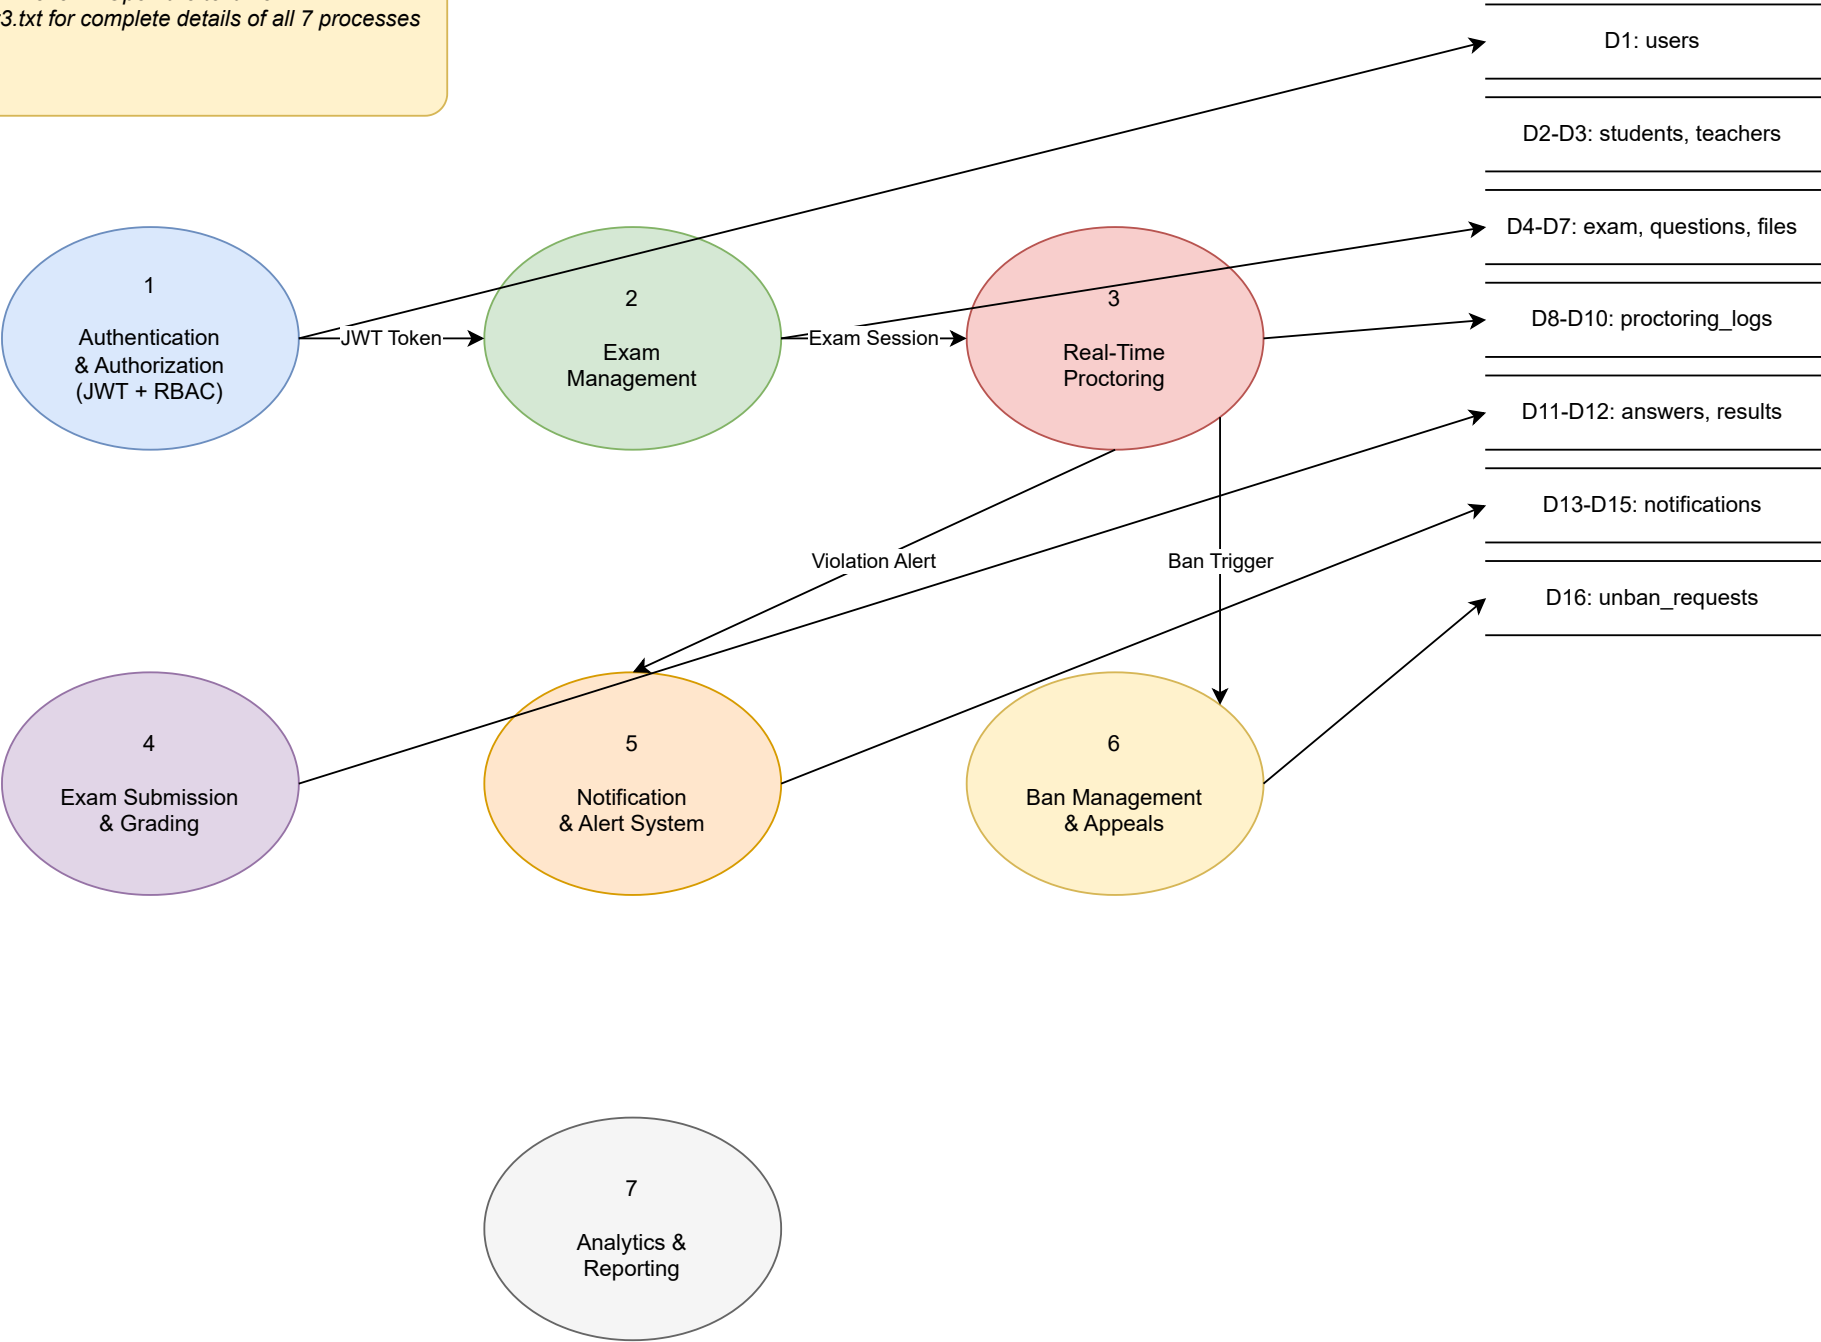 3.txt for complete details of all 7 processes
D1: users
D2-D3: students, teachers
D4-D7: exam, questions, files
D8-D10: proctoring_logs
D11-D12: answers, results
D13-D15: notifications
D16: unban_requests
1
Authentication
& Authorization
(JWT + RBAC)
JWT Token
2
Exam
Management
Exam Session
3
Real-Time
Proctoring
Violation Alert
Ban Trigger
4
Exam Submission
& Grading
5
Notification
& Alert System
6
Ban Management
& Appeals
7
Analytics &
Reporting